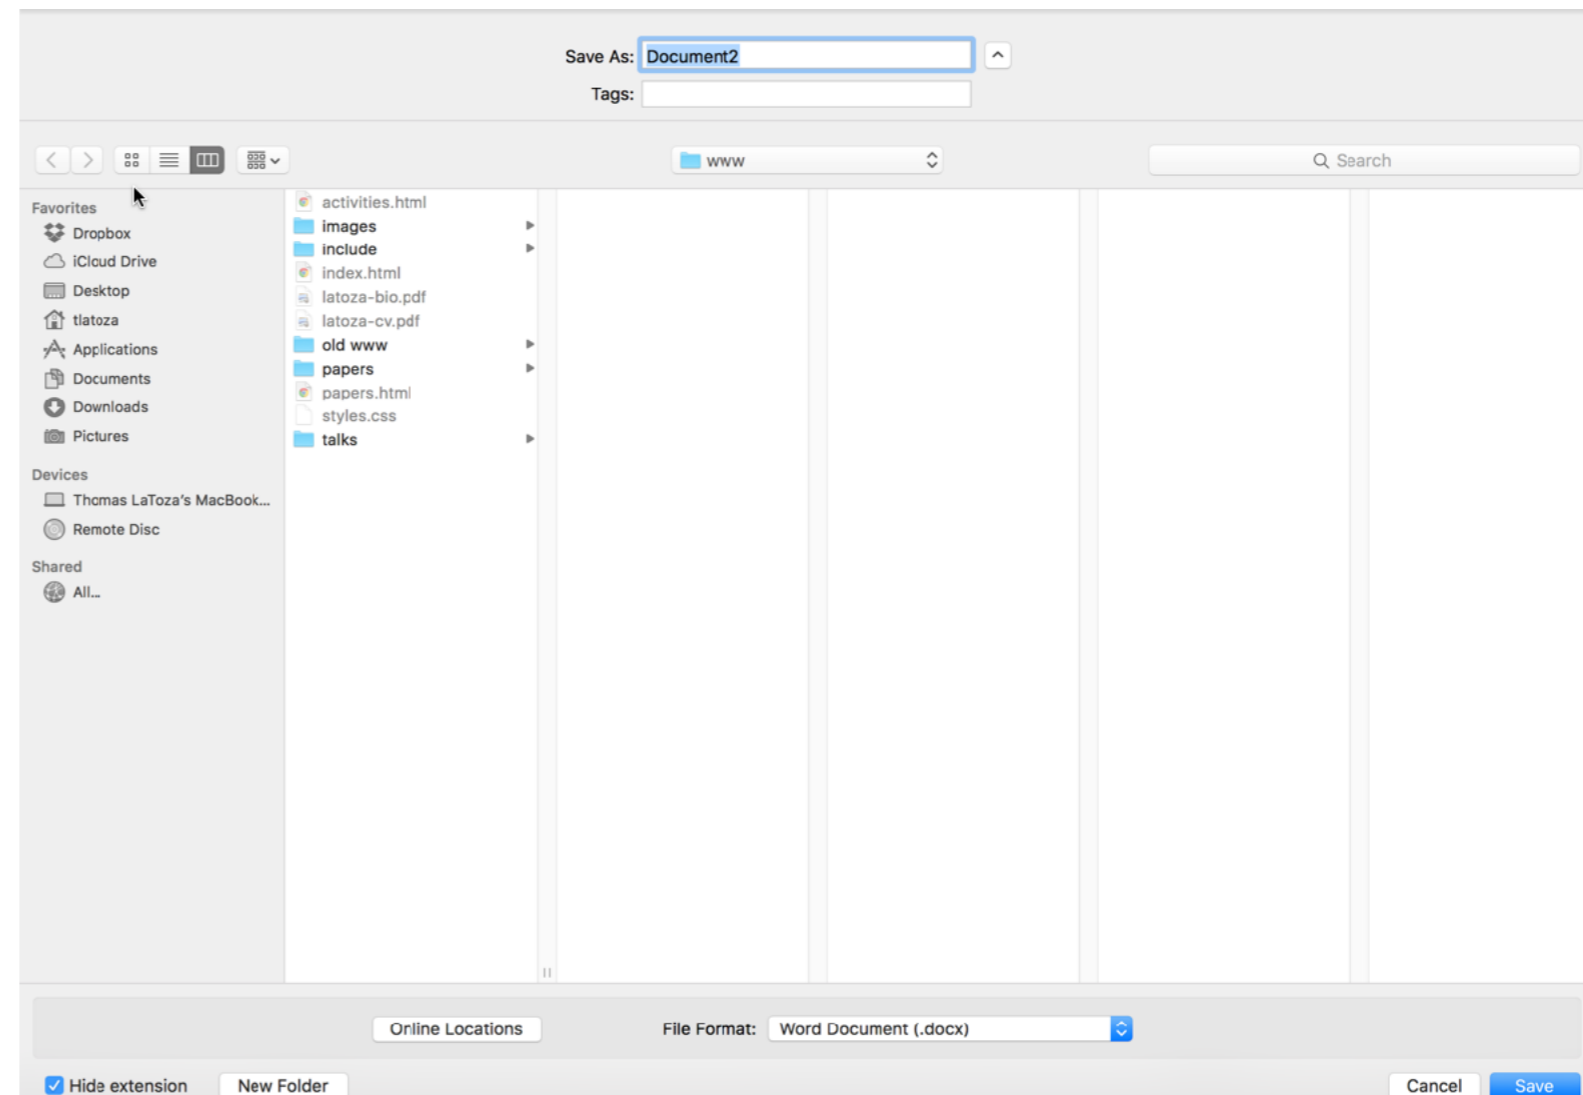 Save As: Document2
Tags:
www
Search
Favorites
Dropbox
iCloud Drive
Desktop
tlatoza
Applications
Documents
Downloads
Pictures
Devices
Thomas LaToza's MacBook...
Remote Disc
Shared
All...
activities.html
images
include
index.html
latoza-bio.pdf
latoza-cv.pdf
old www
papers
papers.html
styles.css
talks
Online Locations File Format: Word Document (.docx)
Hide extension New Folder Cancel Save